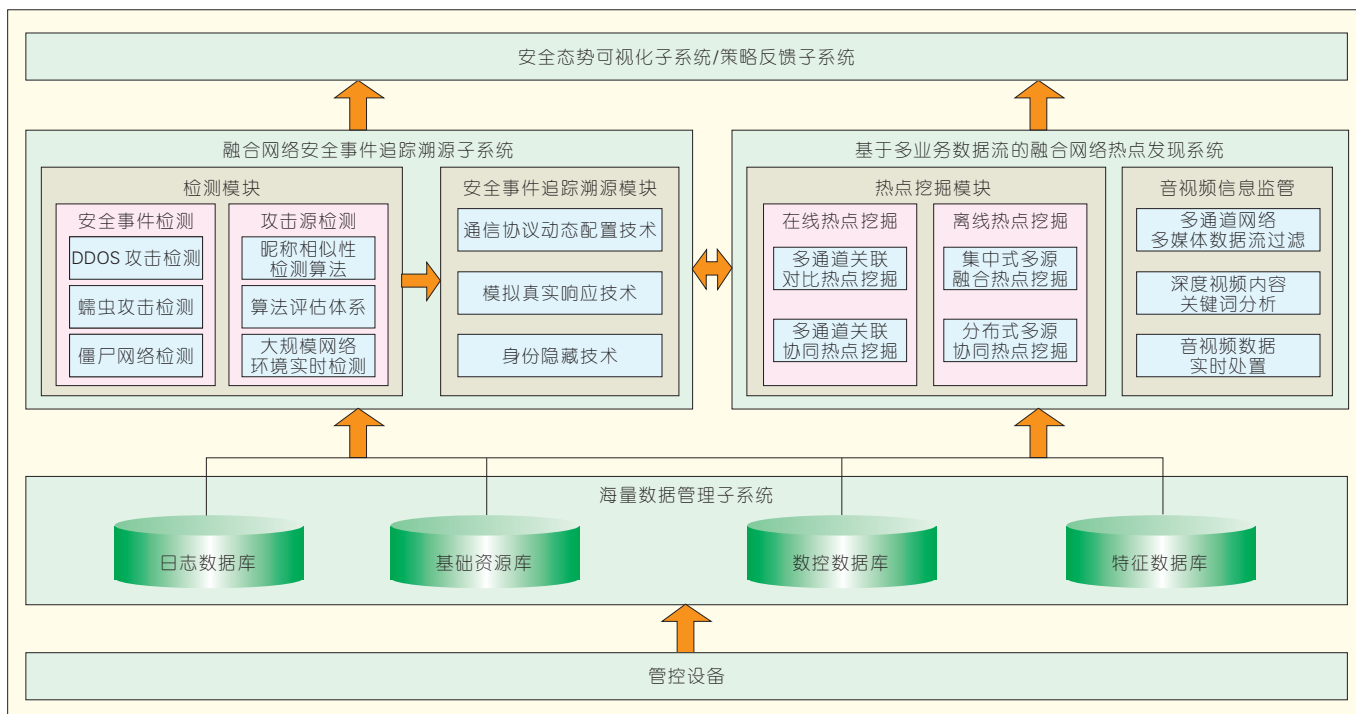 安全态势可视化子系统/策略反馈子系统
融合网络安全事件追踪溯源子系统
检测模块
安全事件检测
DDOS 攻击检测
蠕虫攻击检测
僵尸网络检测
攻击源检测
昵称相似性
检测算法
算法评估体系
大规模网络
环境实时检测
安全事件追踪溯源模块
通信协议动态配置技术
模拟真实响应技术
身份隐藏技术
基于多业务数据流的融合网络热点发现系统
热点挖掘模块
在线热点挖掘
多通道关联
对比热点挖掘
多通道关联
协同热点挖掘
离线热点挖掘
集中式多源
融合热点挖掘
分布式多源
协同热点挖掘
音视频信息监管
多通道网络
多媒体数据流过滤
深度视频内容
关键词分析
音视频数据
实时处置
海量数据管理子系统
日志数据库
基础资源库
数控数据库
特征数据库
管控设备